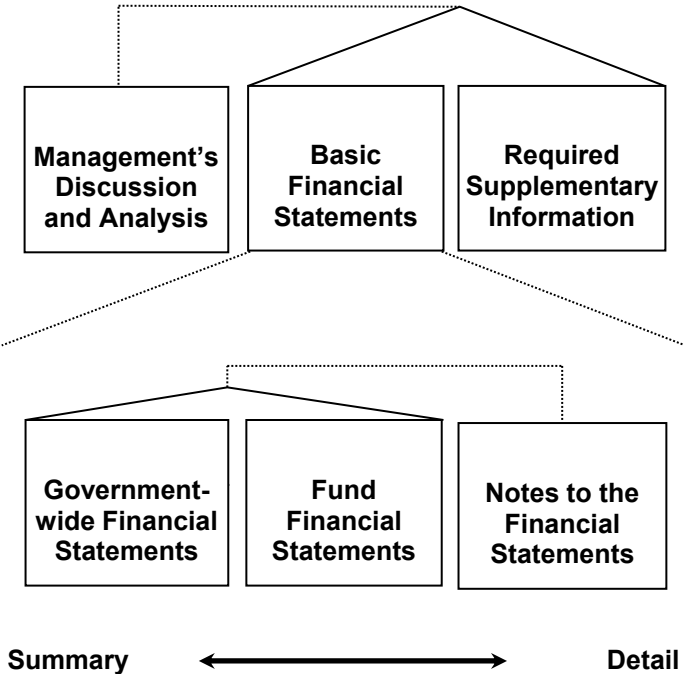 Management’s
Discussion
and Analysis
Basic
Financial
Statements
Required
Supplementary
Information
Government-
wide Financial
Statements
Fund
Financial
Statements
Notes to the
Financial
Statements
Summary
Detail